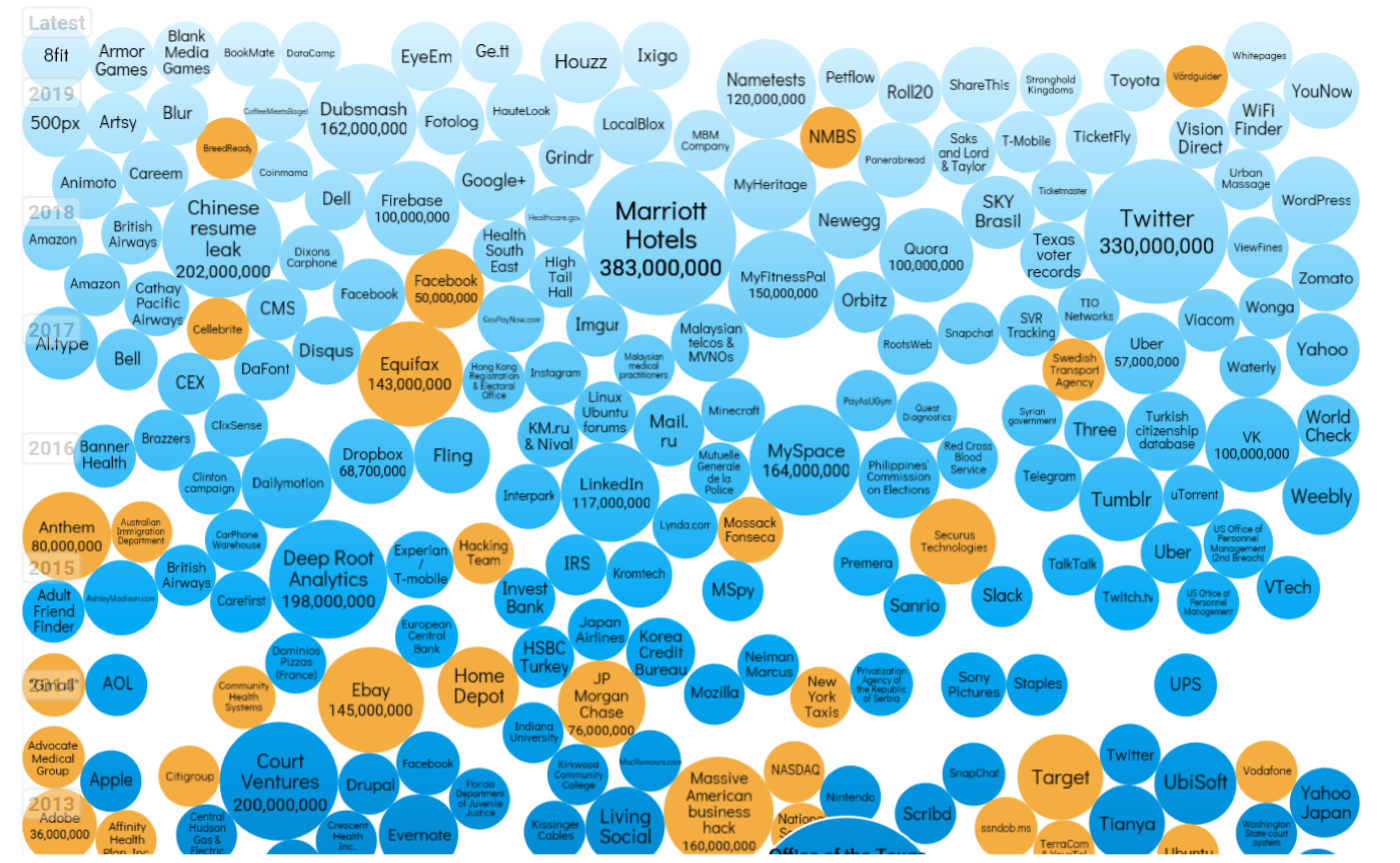 Latest
8fit
Armor
Games
Blank
Media
Games
BookMate
DataCamp
EyeEm
Ge.tt
Houzz
Ixigo
Nametests
120,000,000
Petflow
Roll20
ShareThis
Stronghold
Kingdoms
Toyota
Vårdguiden
Whitepages
YouNow
2019
500px
Artsy
Blur
CoffeeMeetsBagel
Dubsmash
162,000,000
Fotolog
HauteLook
LocalBlox
MBM
Company
NMBS
Panerabread
Saks
and Lord
& Taylor
T-Mobile
TicketFly
Vision
Direct
WiFi
Finder
BreedReady
Grindr
Animoto
Careem
Coinmama
Dell
Firebase
100,000,000
Google+
MyHeritage
Ticketmaster
Urban
Massage
WordPress
2018
Amazon
British
Airways
Chinese
resume
leak
202,000,000
Dixons
Carphone
Healthcare.gov
Health
South
East
High
Tail
Hall
Marriott
Hotels
383,000,000
Newegg
Quora
100,000,000
SKY
Brasil
Texas
voter
records
Twitter
330,000,000
ViewFines
Zomato
Amazon
Cathay
Pacific
Airways
CMS
Facebook
Facebook
50,000,000
MyFitnessPal
150,000,000
Orbitz
TIO
Networks
Wonga
2017
AI.type
Bell
Cellebrite
Disqus
Equifax
143,000,000
GovPayNow.com
Imgur
Malaysian
telcos &
MVNOs
RootsWeb
Snapchat
SVR
Tracking
Uber
57,000,000
Viacom
Yahoo
CEX
DaFont
Hong Kong
Registration
& Electoral
Office
Instagram
Malaysian
medical
practitioners
Swedish
Transport
Agency
Waterly
2016
Banner
Health
Brazzers
ClixSense
Clinton
campaign
Dailymotion
Dropbox
68,700,000
Fling
KM.ru
& Nival
Linux
Ubuntu
forums
Mail.
ru
Minecraft
MySpace
164,000,000
PayAsUGym
Quest
Diagnostics
Philippines'
Commission
on Elections
Red Cross
Blood
Service
Syrian
government
Three
Turkish
citizenship
database
VK
100,000,000
World
Check
Interpark
LinkedIn
117,000,000
Mutuelle
Generale
de la
Police
Telegram
Tumblr
uTorrent
Weebly
Lynda.com
Mossack
Fonseca
Anthem
80,000,000
2015
Australian
Immigration
Department
CarPhone
Warehouse
Deep Root
Analytics
198,000,000
Experian
/
T-mobile
Hacking
Team
IRS
Kromtech
MSpy
Premera
Securus
Technologies
Slack
TalkTalk
Uber
US Office of
Personnel
Management
(2nd Breach)
VTech
Adult
Friend
Finder
AshleyMadison.com
British
Airways
Carefirst
Invest
Bank
Sanrio
Twitch.tv
US Office of
Personnel
Management
European
Central
Bank
Japan
Airlines
Korea
Credit
Bureau
HSBC
Turkey
Dominios
Pizzas
(France)
2014
"Gmail"
AOL
Community
Health
Systems
Ebay
145,000,000
Home
Depot
JP
Morgan
Chase
76,000,000
Mozilla
Neiman
Marcus
New
York
Taxis
Privatization
Agency of
the Republic
of Serbia
Sony
Pictures
Staples
UPS
Indiana
University
Advocate
Medical
Group
Apple
Citigroup
Court
Ventures
200,000,000
Drupal
Facebook
Florida
Department
of Juvenile
Justice
Kirkwood
Community
College
MacRumours.com
Massive
American
business
hack
160,000,000
NASDAQ
Nintendo
SnapChat
Scribd
Target
Twitter
UbiSoft
Vodafone
Yahoo
Japan
2013
Adobe
36,000,000
Affinity
Health
Plan, Inc.
Central
Hudson
Gas &
Electric
Crescent
Health
Inc.,
Evernote
Kissinger
Cables
Living
Social
ssndob.ms
TerraCom
Tianya
Ubuntu
Washington
State court
system
Office of the Texas